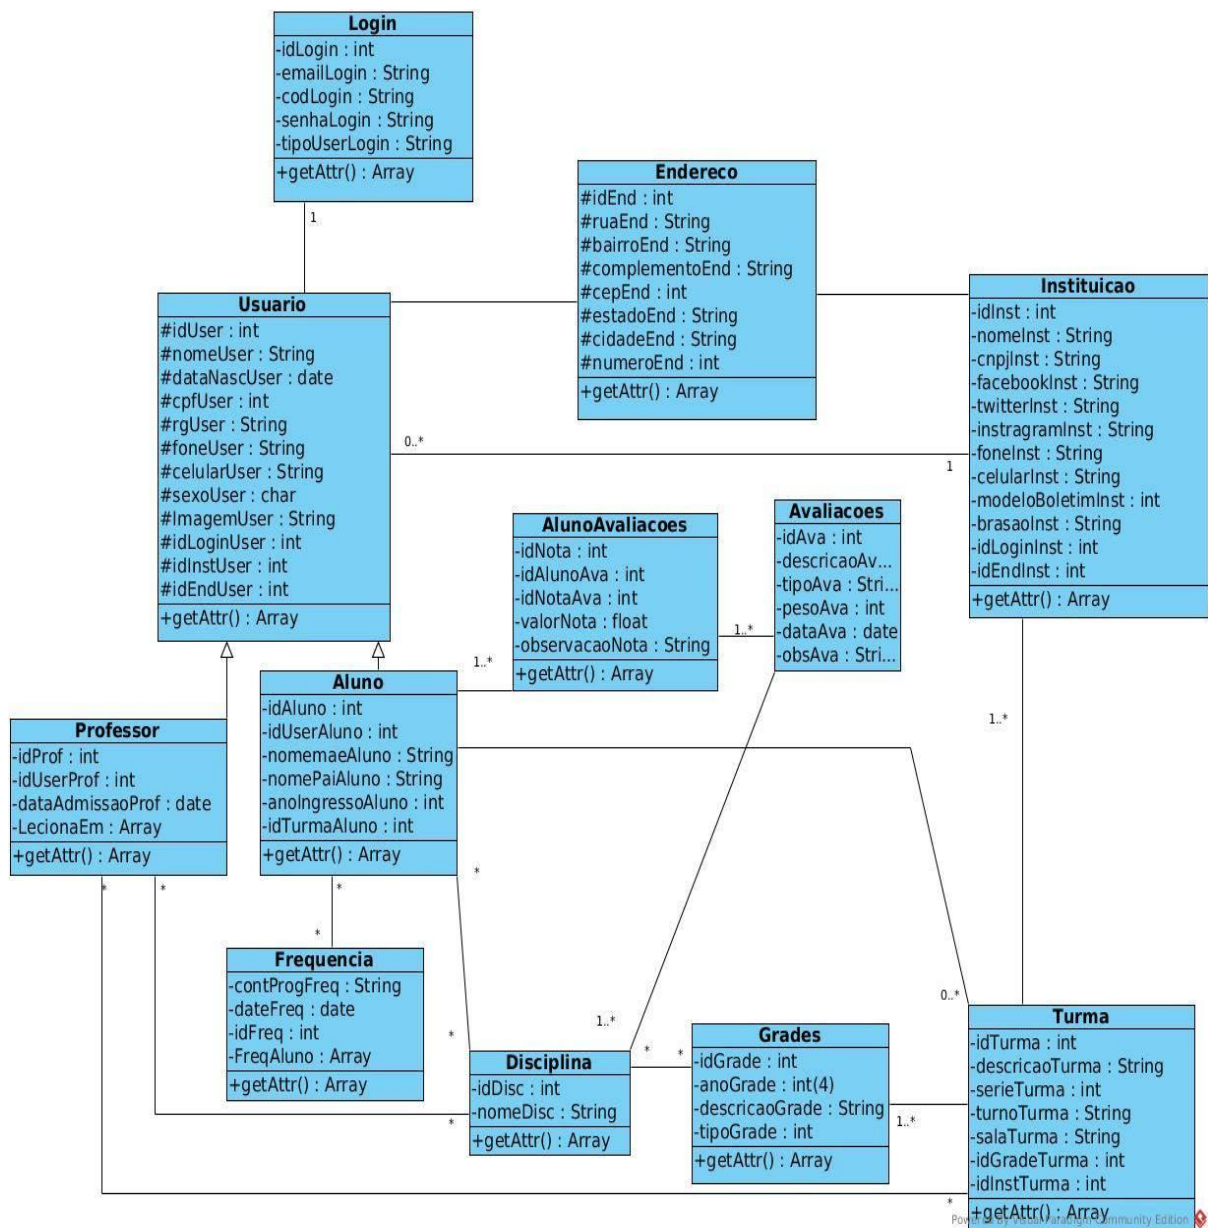 Login
-idLogin : int
-emailLogin : String
-codLogin : String
-senhaLogin : String
-tipoUserLogin : String
+getAttr() : Array
1
Endereco
#idEnd : int
#ruaEnd : String
#bairroEnd : String
#complementoEnd : String
#cepEnd : int
#estadoEnd : String
#cidadeEnd : String
#numeroEnd : int
+getAttr() : Array
Instituicao
-idInst : int
-nomeInst : String
-cnpjInst : String
-facebookInst : String
-twitterInst : String
-instragramInst : String
-foneInst : String
-celularInst : String
-modeloBoletimInst : int
-brasaoInst : String
-idLoginInst : int
-idEndInst : int
+getAttr() : Array
Usuario
#idUser : int
#nomeUser : String
#dataNascUser : date
#cpfUser : int
#rgUser : String
#foneUser : String
#celularUser : String
#sexoUser : char
#ImagemUser : String
#idLoginUser : int
#idInstUser : int
#idEndUser : int
+getAttr() : Array
0..*
1
AlunoAvaliacoes
-idNota : int
-idAlunoAva : int
-idNotaAva : int
-valorNota : float
-observacaoNota : String
+getAttr() : Array
1..*
1..*
Avaliacoes
-idAva : int
-descricaoAv...
-tipoAva : Stri...
-pesoAva : int
-dataAva : date
-obsAva : Stri...
1..*
Aluno
-idAluno : int
-idUserAluno : int
-nomemaeAluno : String
-nomePaiAluno : String
-anoIngressoAluno : int
-idTurmaAluno : int
+getAttr() : Array
Professor
-idProf : int
-idUserProf : int
-dataAdmissaoProf : date
-LecionaEm : Array
+getAttr() : Array
*
*
*
*
*
Frequencia
-contProgFreq : String
-dateFreq : date
-idFreq : int
-FreqAluno : Array
+getAttr() : Array
*
*
1..*
*
*
Disciplina
-idDisc : int
-nomeDisc : String
+getAttr() : Array
Grades
-idGrade : int
-anoGrade : int(4)
-descricaoGrade : String
-tipoGrade : int
+getAttr() : Array
1..*
0..*
*
Turma
-idTurma : int
-descricaoTurma : String
-serieTurma : int
-turnoTurma : String
-salaTurma : String
-idGradeTurma : int
-idInstTurma : int
+getAttr() : Array
Powered By Visual Paradigm Community Edition